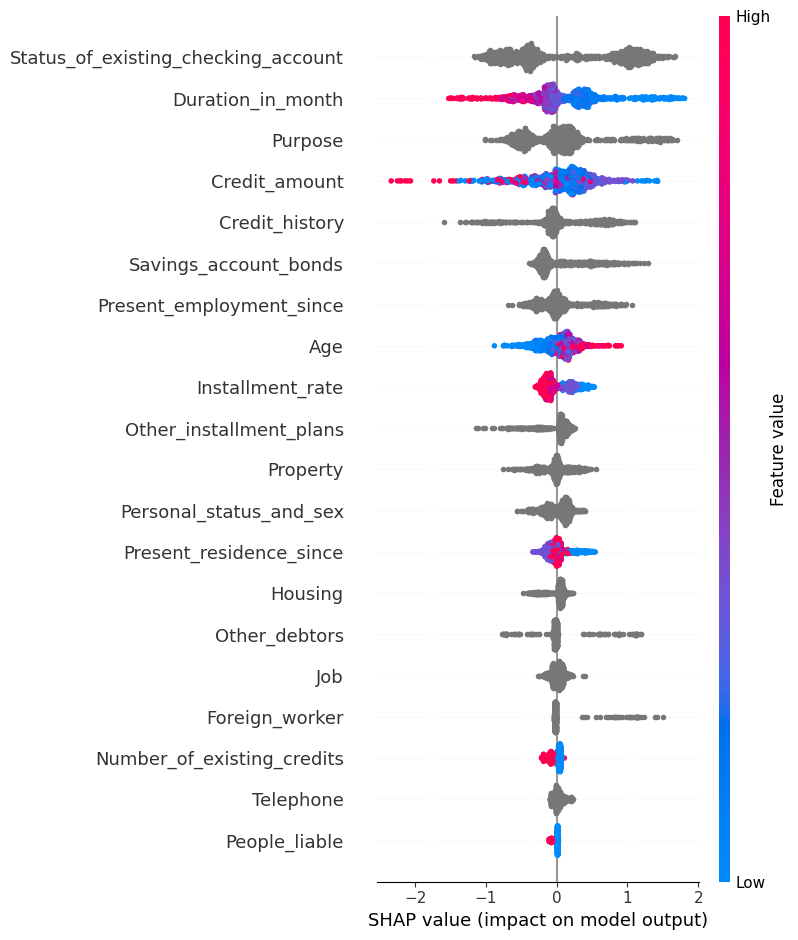 High
Status_of_existing_checking_account
Duration_in_month
Purpose
Credit_amount
Credit_history
Savings_account_bonds
Present_employment_since
Age
Installment_rate
Other_installment_plans
Property
Personal_status_and_sex
Present_residence_since
Housing
Other_debtors
Job
Foreign_worker
Number_of_existing_credits
Telephone
People_liable
Feature value
Low
−2 −1 0 1 2
SHAP value (impact on model output)